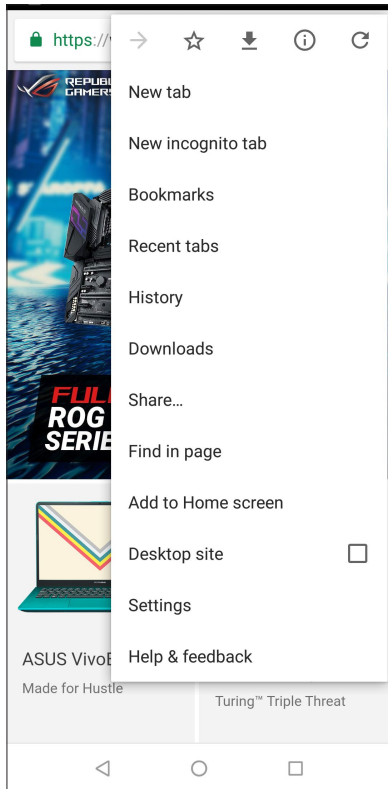 https://
REPUBL
GAMERS
New tab
New incognito tab
Bookmarks
Recent tabs
History
Downloads
Share...
Find in page
Add to Home screen
Desktop site
Settings
Help & feedback
FULL
ROG
SERIE
ASUS VivoB
Made for Hustle
Turing™ Triple Threat